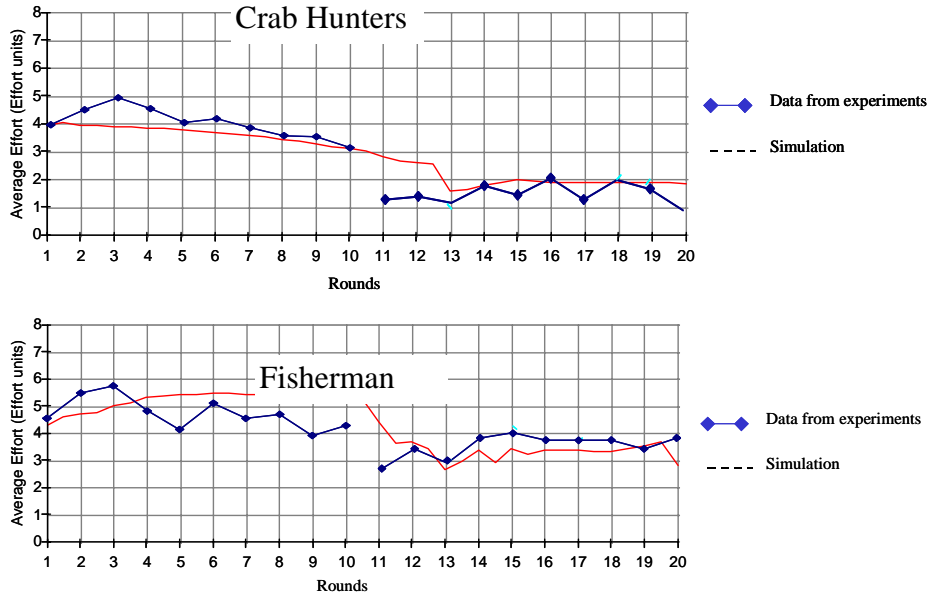 Crab Hunters
Average Effort (Effort units)
8
7
6
5
4
3
2
1
0
1 2 3 4 5 6 7 8 9 10 11 12 13 14 15 16 17 18 19 20
Rounds
Data from experiments
Simulation
Fisherman
Average Effort (Effort units)
8
7
6
5
4
3
2
1
0
1 2 3 4 5 6 7 8 9 10 11 12 13 14 15 16 17 18 19 20
Rounds
Data from experiments
Simulation